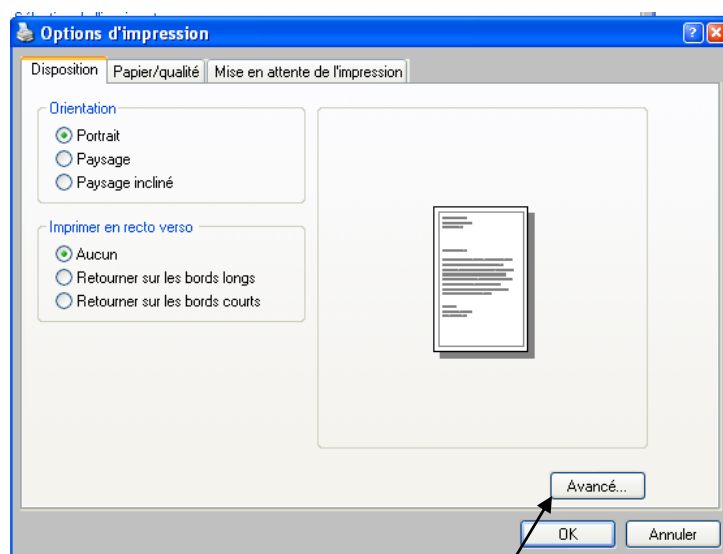 Options d'impression
Disposition
Papier/qualité
Mise en attente de l'impression
Orientation
Portrait
Paysage
Paysage incliné
Imprimer en recto verso
Aucun
Retourner sur les bords longs
Retourner sur les bords courts
Avancé...
OK
Annuler